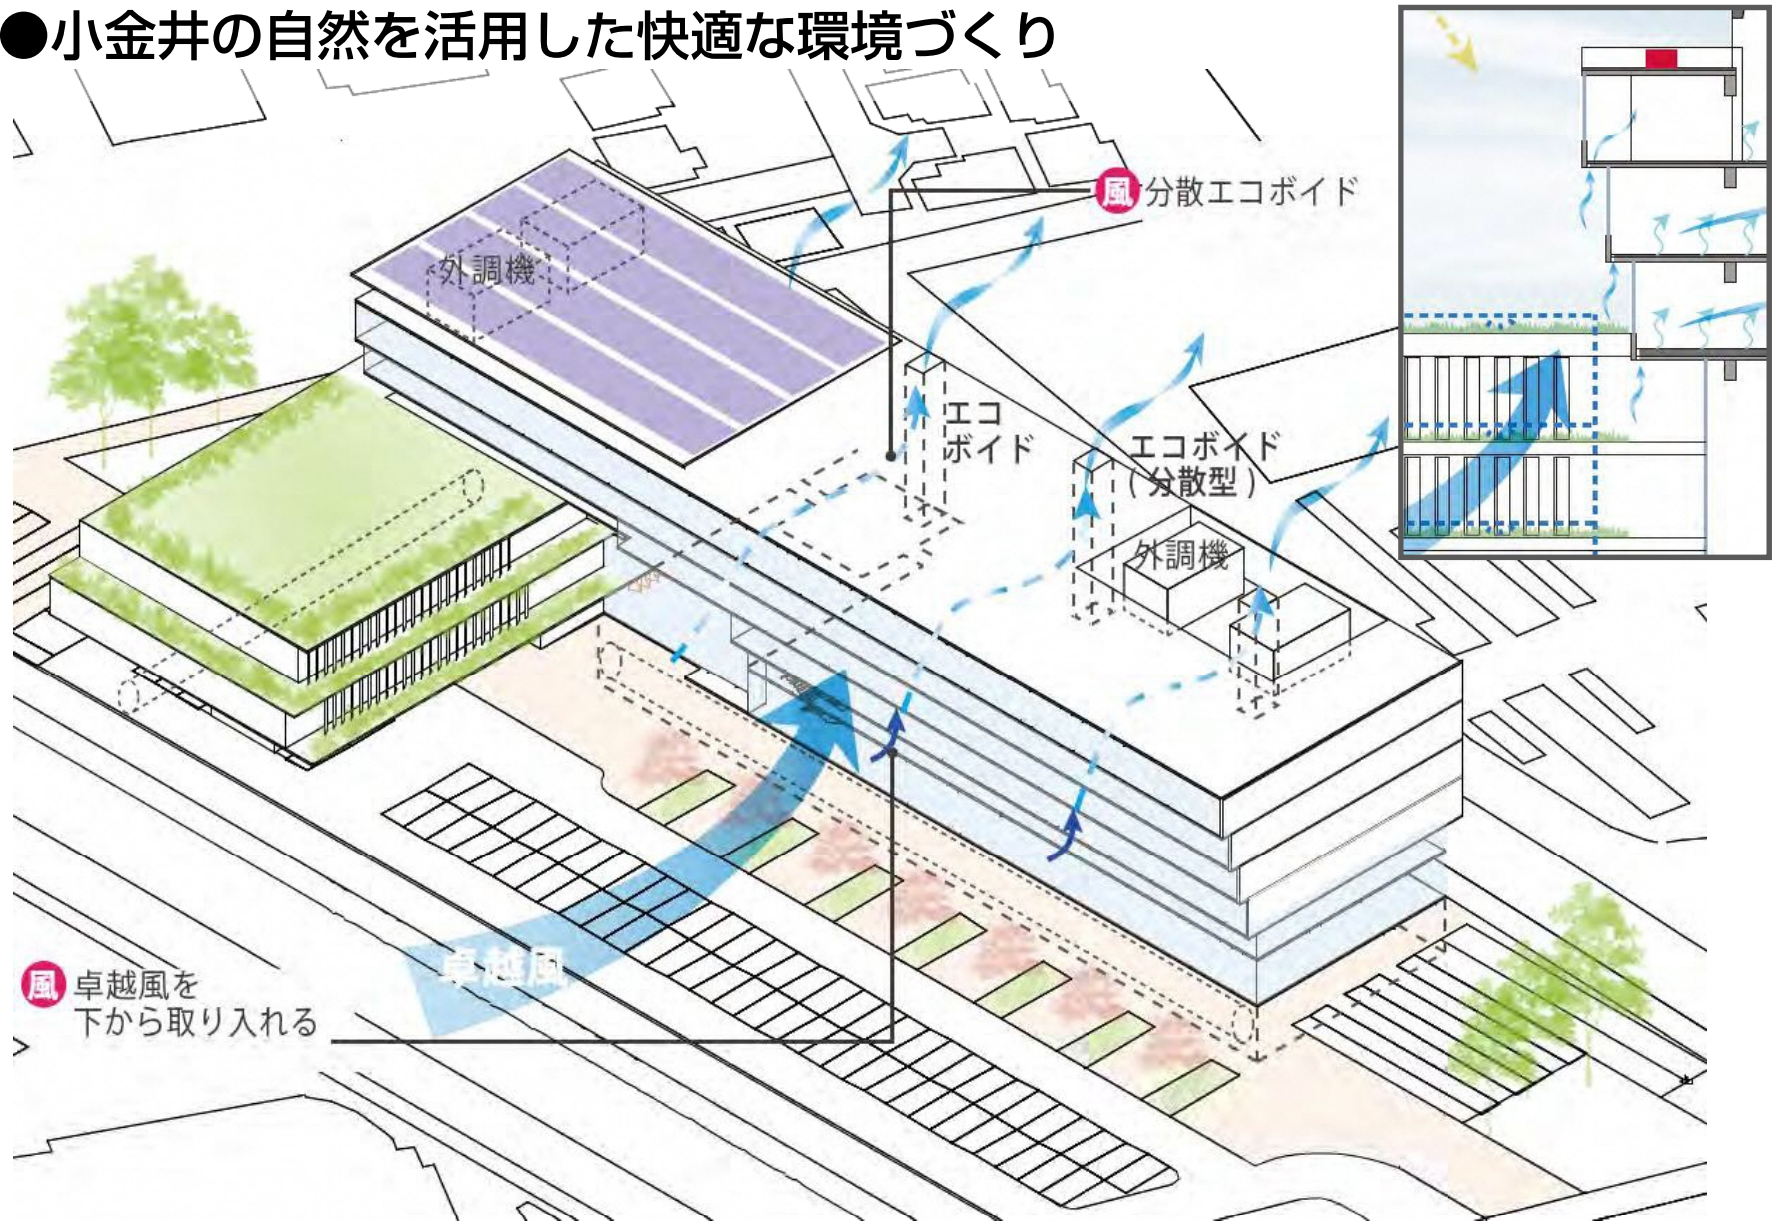 ●小金井の自然を活用した快適な環境づくり
風 分散エコボイド
外調機
エコ
ボイド
エコボイド
(分散型)
外調機
卓越風
風 卓越風を
下から取り入れる